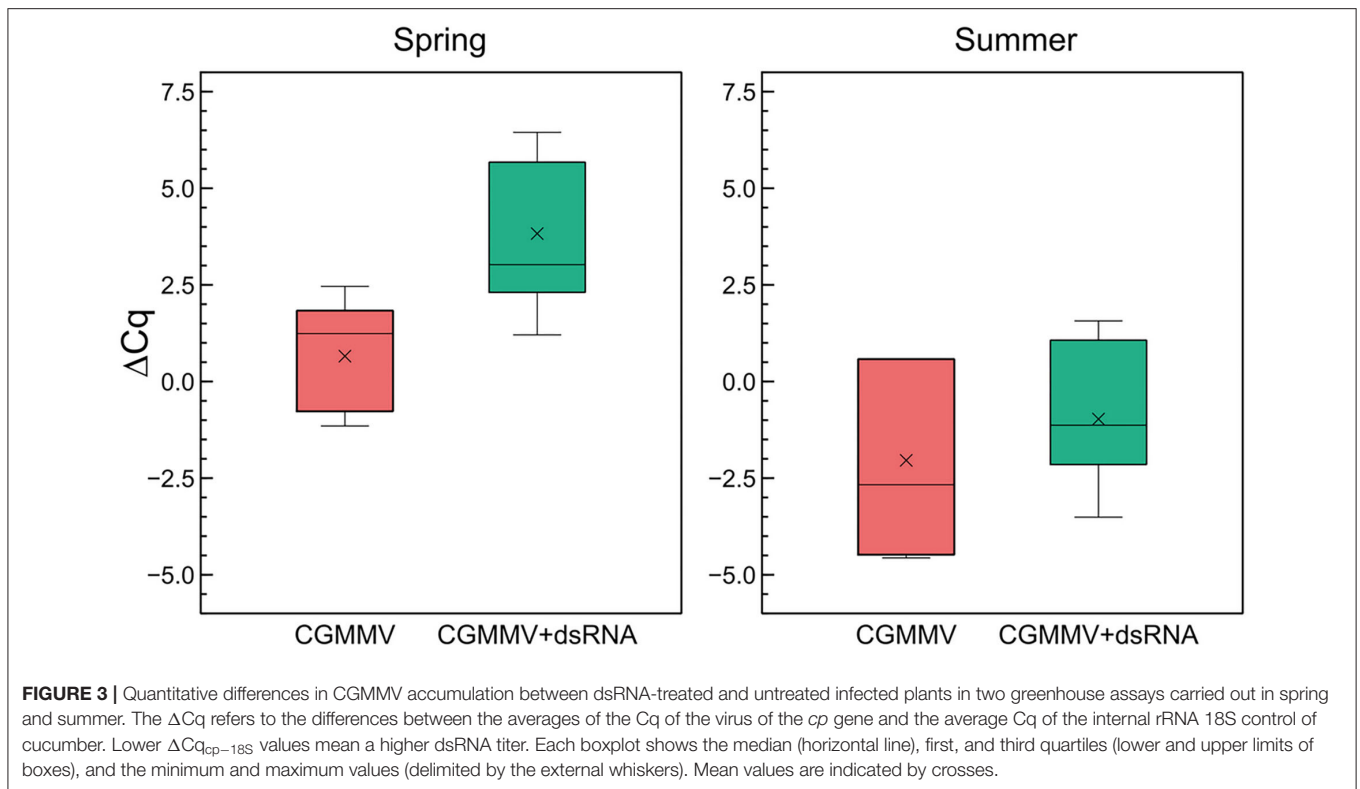 Spring
Summer
ΔCq
7.5
5.0
2.5
0.0
−2.5
−5.0
CGMMV
CGMMV+dsRNA
7.5
5.0
2.5
0.0
−2.5
−5.0
CGMMV
CGMMV+dsRNA
FIGURE 3 | Quantitative differences in CGMMV accumulation between dsRNA-treated and untreated infected plants in two greenhouse assays carried out in spring
and summer. The ΔCq refers to the differences between the averages of the Cq of the virus of the cp gene and the average Cq of the internal rRNA 18S control of
cucumber. Lower ΔCqcp−18S values mean a higher dsRNA titer. Each boxplot shows the median (horizontal line), first, and third quartiles (lower and upper limits of
boxes), and the minimum and maximum values (delimited by the external whiskers). Mean values are indicated by crosses.